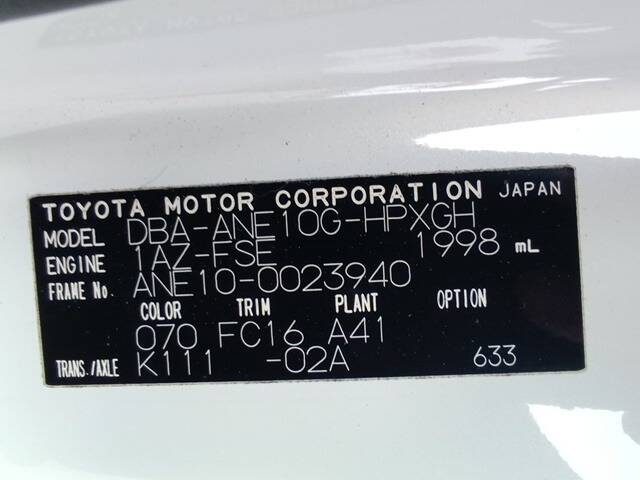 TOYOTA MOTOR CORPORATION JAPAN
MODEL DBA-ANE10G-HPXGH
ENGINE 1AZ-FSE 1998 mL
FRAME No. ANE10-0023940
COLOR TRIM PLANT OPTION
070 FC16 A41
TRANS./AXLE K111 -02A 633